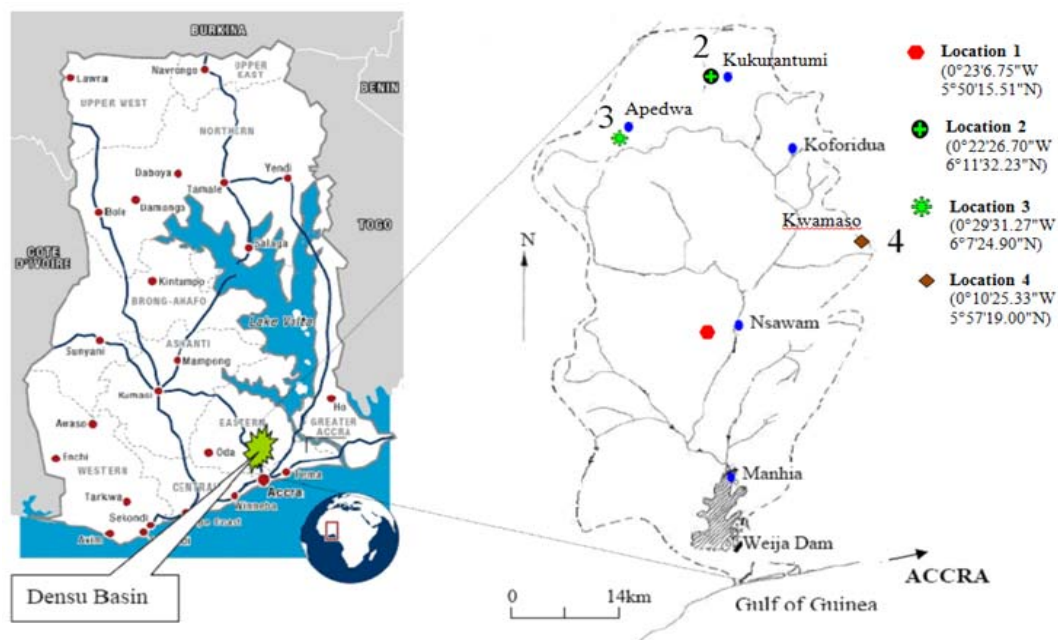 BURKINA
BENIN
TOGO
COTE
D'IVOIRE
Lawra
Navrongo
UPPER
EAST
UPPER WEST
NORTHERN
Daboya
Yendi
Tamale
Damongo
Bole
Salaga
Kintampo
BRONG-AHAFO
Lake Volta
ASHANTI
Sunyani
Mampong
Kumasi
Ho
EASTERN
GREATER
ACCRA
Awaso
Oda
Enchi
WESTERN
CENTRAL
Tema
Accra
Tarkwa
Winneba
Sekondi
Cape Coast
Axim
Densu Basin
2
Kukurantumi
3
Apedwa
Koforidua
Kwamaso
4
N
Nsawam
Manhia
Weija Dam
ACCRA
0
14km
Gulf of Guinea
Location 1
(0°23'6.75"W
5°50'15.51"N)
Location 2
(0°22'26.70"W
6°11'32.23"N)
Location 3
(0°29'31.27"W
6°7'24.90"N)
Location 4
(0°10'25.33"W
5°57'19.00"N)